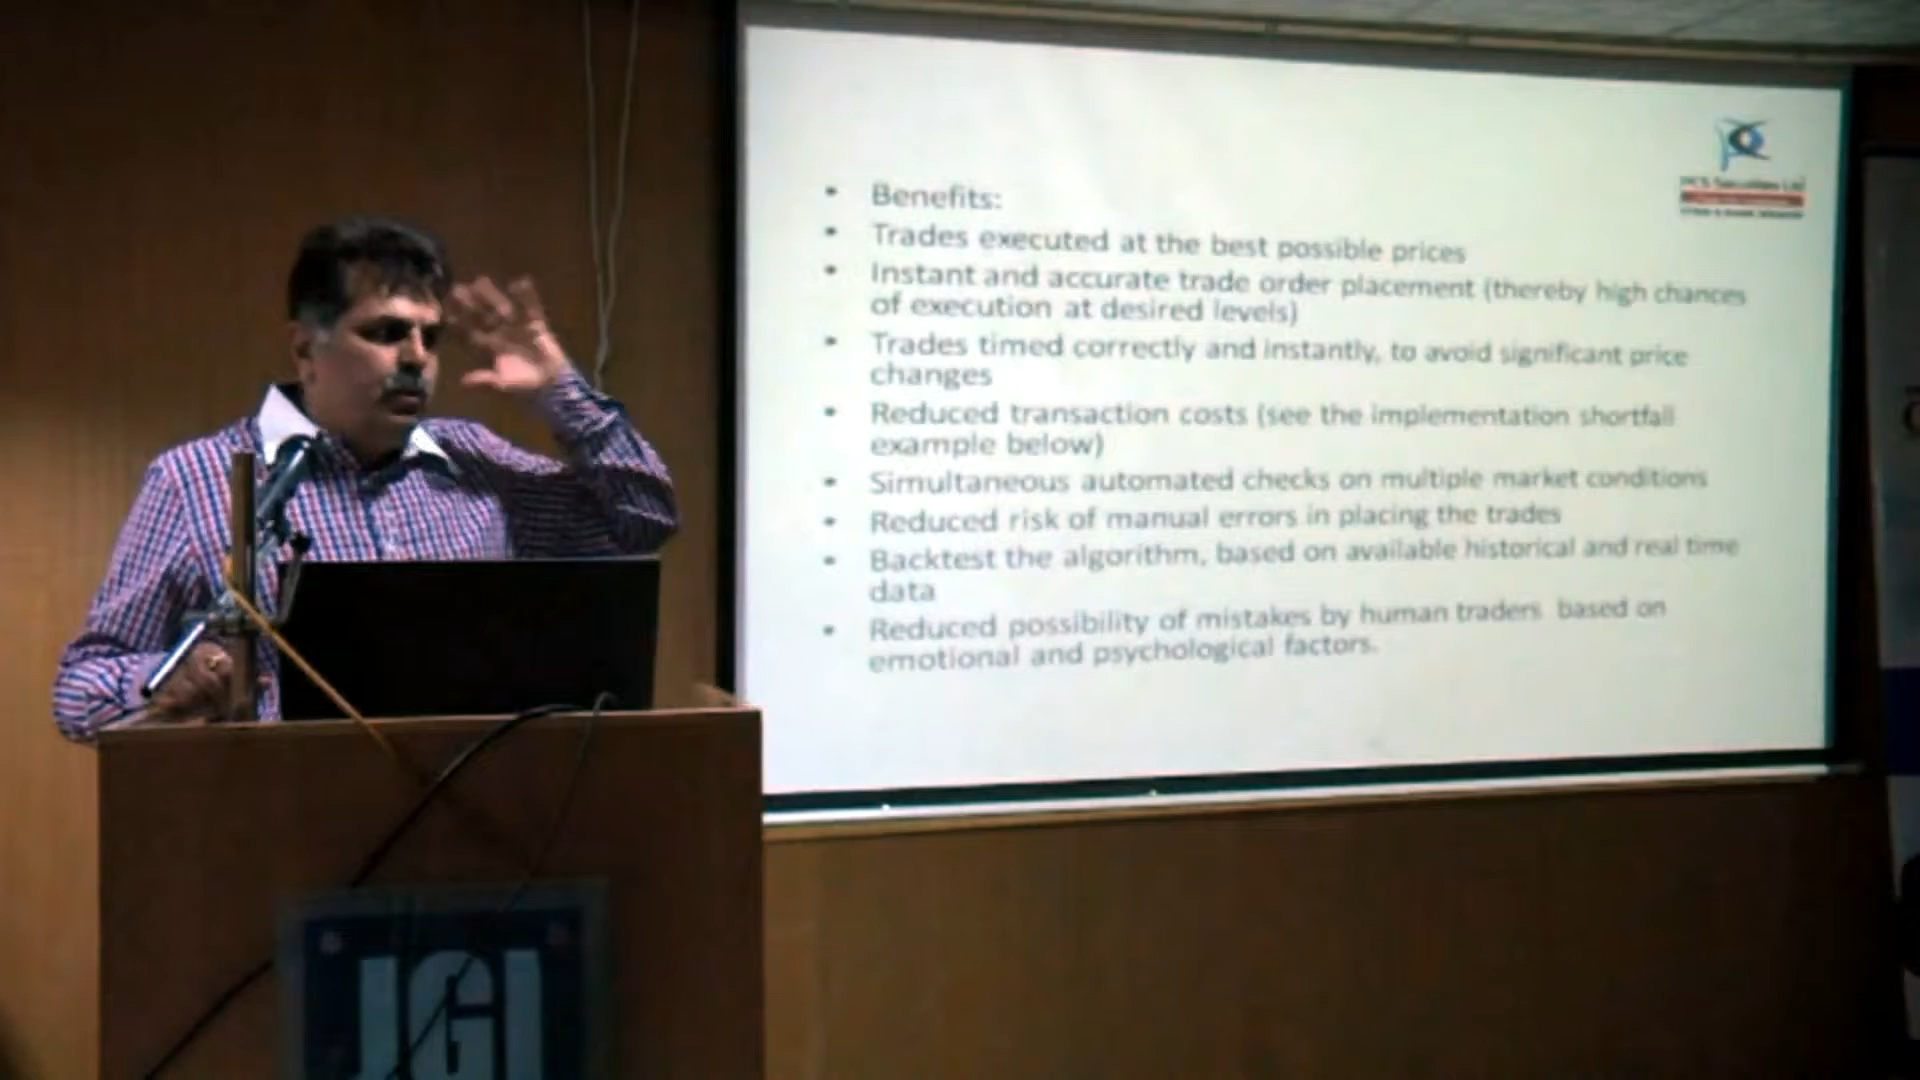 Benefits:
Trades executed at the best possible prices
Instant and accurate trade order placement (thereby high chances
of execution at desired levels)
Trades timed correctly and instantly, to avoid significant price
changes
Reduced transaction costs (see the implementation shortfall
example below)
Simultaneous automated checks on multiple market conditions
Reduced risk of manual errors in placing the trades
Backtest the algorithm, based on available historical and real time
data
Reduced possibility of mistakes by human traders based on
emotional and psychological factors.
Securities Ltd
JGI